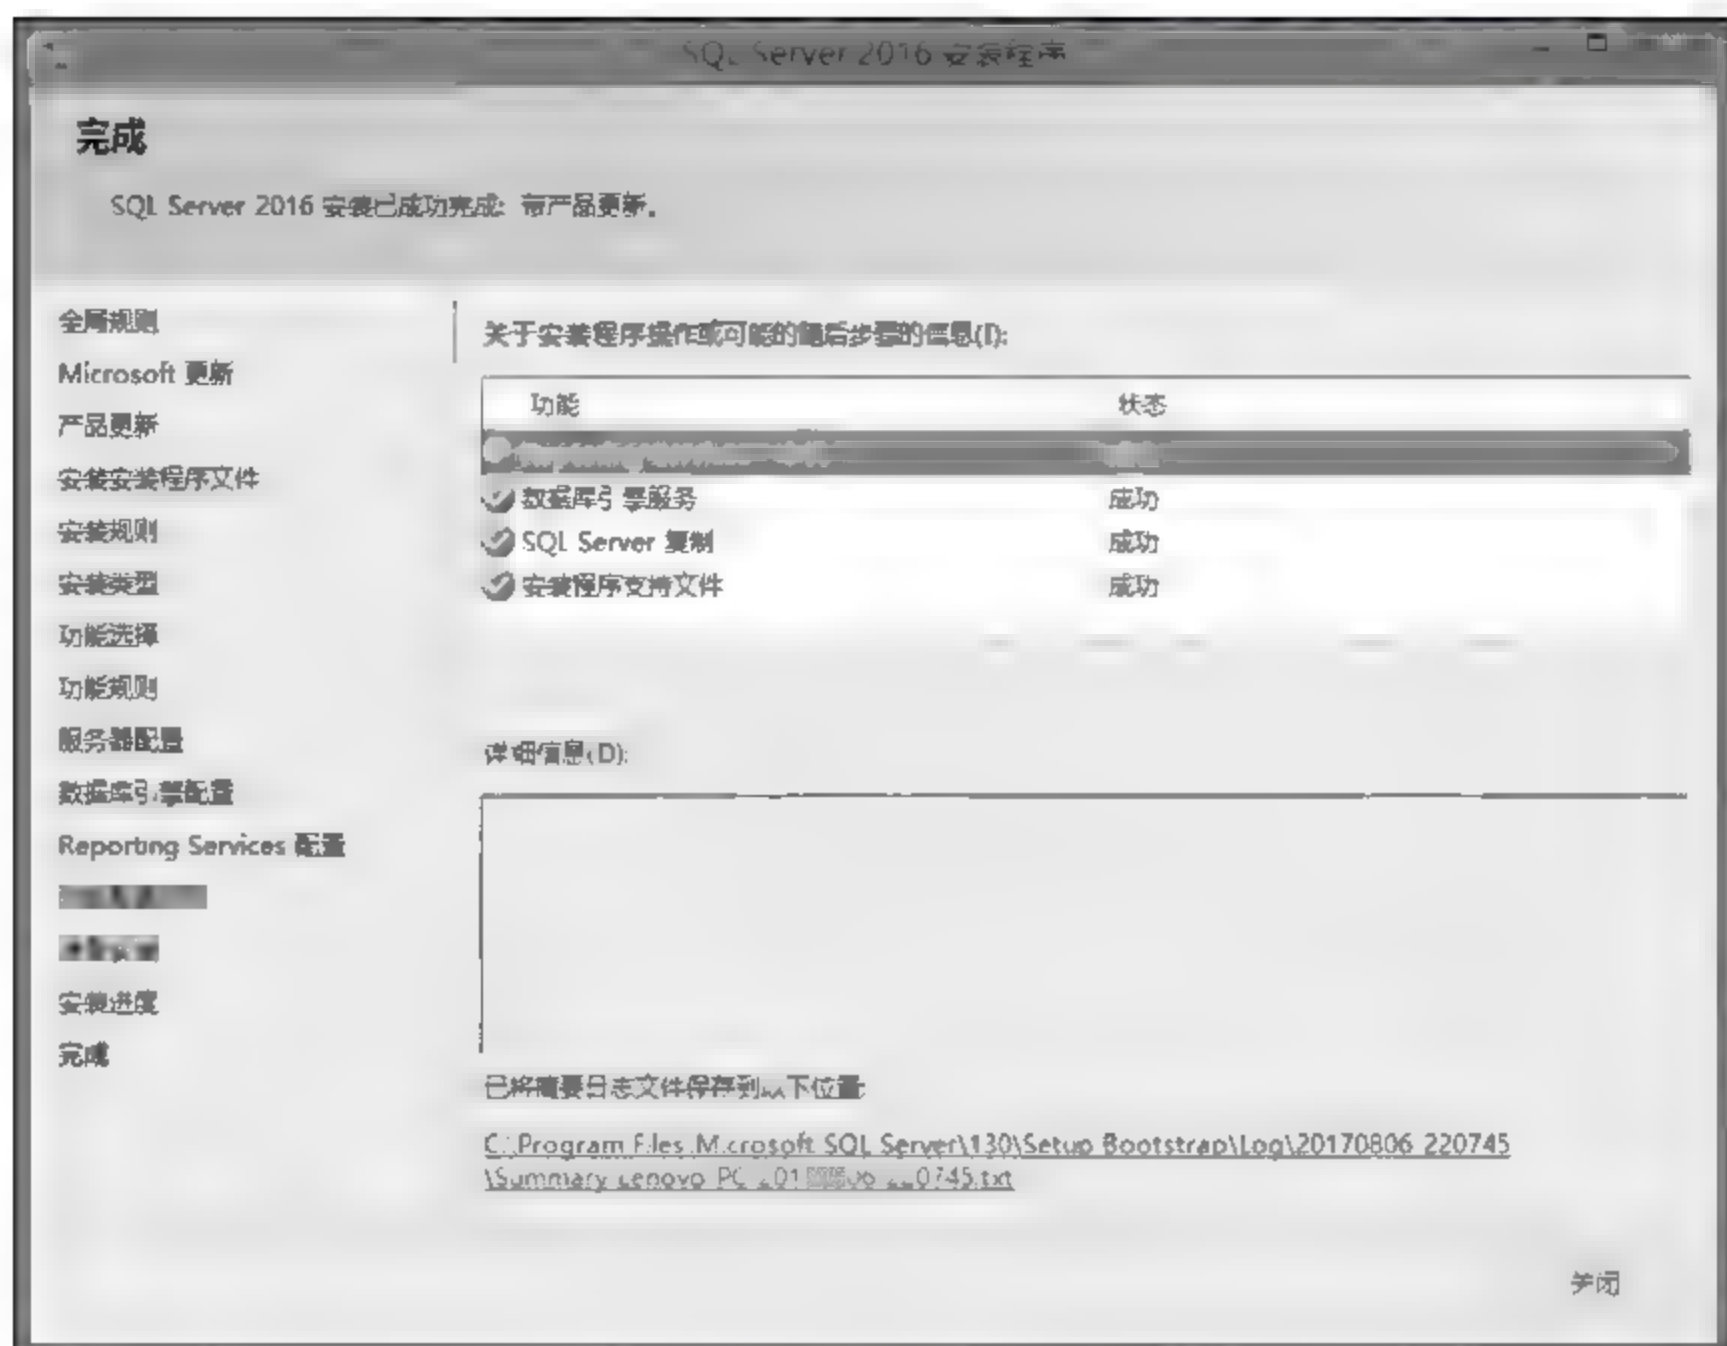 SQL Server 2016 安装程序
完成
SQL Server 2016 安装已成功完成: 带产品更新。
全局规则
Microsoft 更新
产品更新
安装安装程序文件
安装规则
安装类型
功能选择
功能规则
服务器配置
数据库引擎配置
Reporting Services 配置
安装进度
完成
关于安装程序操作或可能的随后步骤的信息(I):
功能 状态
数据库引擎服务 成功
SQL Server 复制 成功
安装程序支持文件 成功
详细信息(D):
已将摘要日志文件保存到以下位置:
C:\Program Files\Microsoft SQL Server\130\Setup Bootstrap\Log\20170806_220745
\Summary Lenovo-PC 0745.txt
关闭